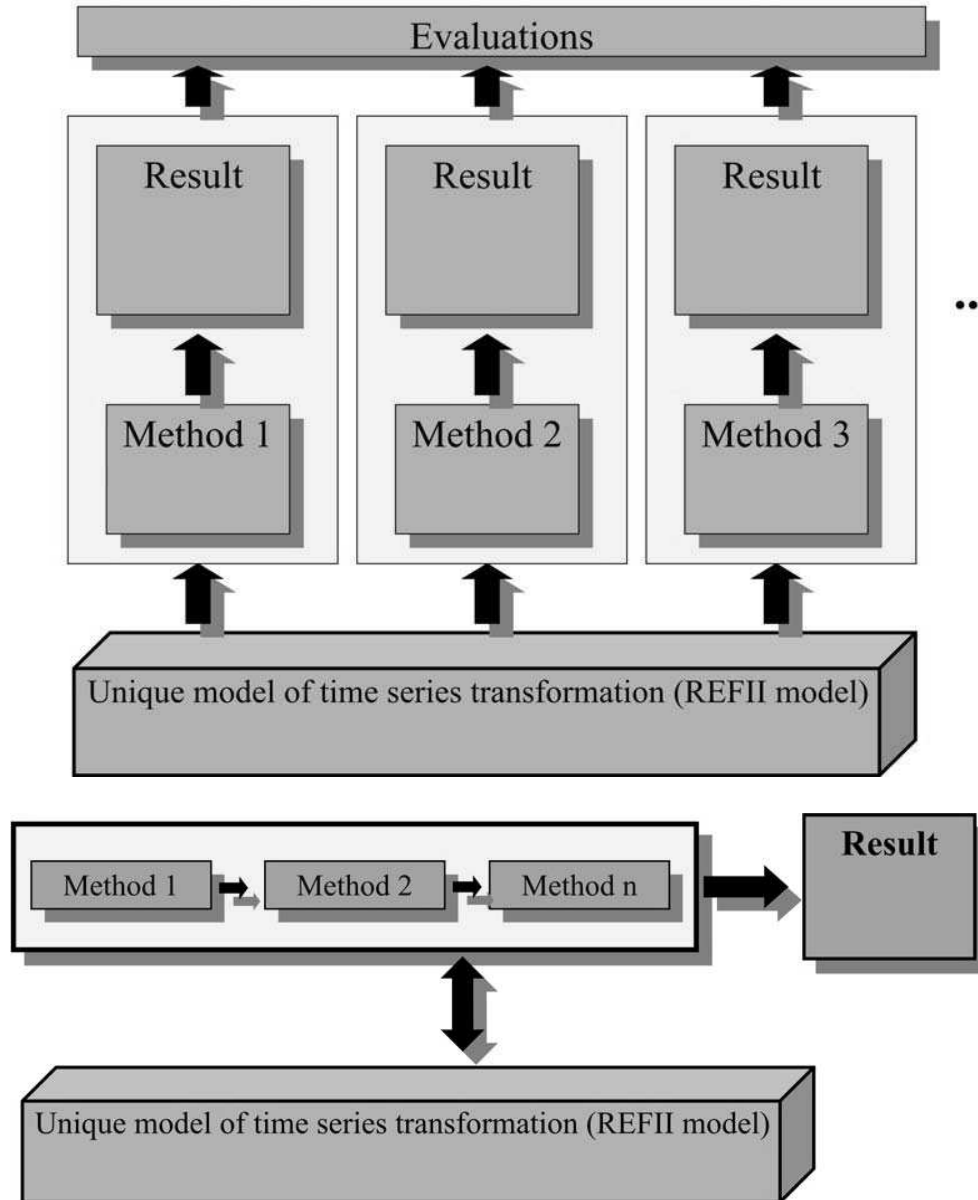 Evaluations
Result
Result
Result
..
Method 1
Method 2
Method 3
Unique model of time series transformation (REFII model)
Method 1
Method 2
Method n
Result
Unique model of time series transformation (REFII model)